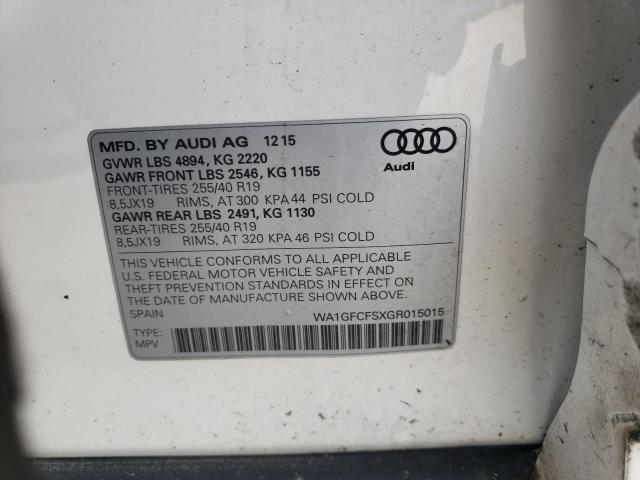 MFD. BY AUDI AG 12 15
GVWR LBS 4894, KG 2220
GAWR FRONT LBS 2546, KG 1155
FRONT-TIRES 255/40 R19
8,5JX19 RIMS, AT 300 KPA 44 PSI COLD
GAWR REAR LBS 2491, KG 1130
REAR-TIRES 255/40 R19
8,5JX19 RIMS, AT 320 KPA 46 PSI COLD
Audi
THIS VEHICLE CONFORMS TO ALL APPLICABLE
U.S. FEDERAL MOTOR VEHICLE SAFETY AND
THEFT PREVENTION STANDARDS IN EFFECT ON
THE DATE OF MANUFACTURE SHOWN ABOVE.
SPAIN WA1GFCFSXGR015015
TYPE:
MPV